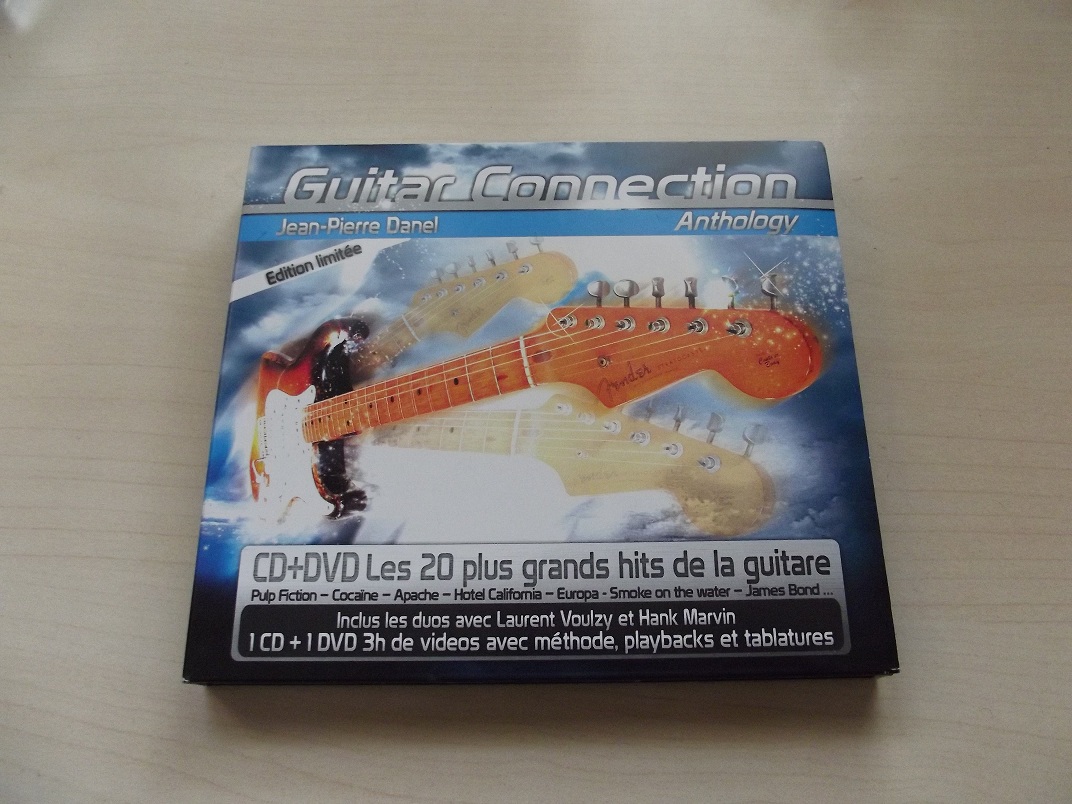 Guitar Connection
Jean-Pierre Danel Anthology
Edition limitée
Fender
CD+DVD Les 20 plus grands hits de la guitare
Pulp Fiction – Cocaïne – Apache – Hotel California – Europa - Smoke on the water – James Bond ...
Inclus les duos avec Laurent Voulzy et Hank Marvin
1 CD + 1 DVD 3h de videos avec méthode, playbacks et tablatures